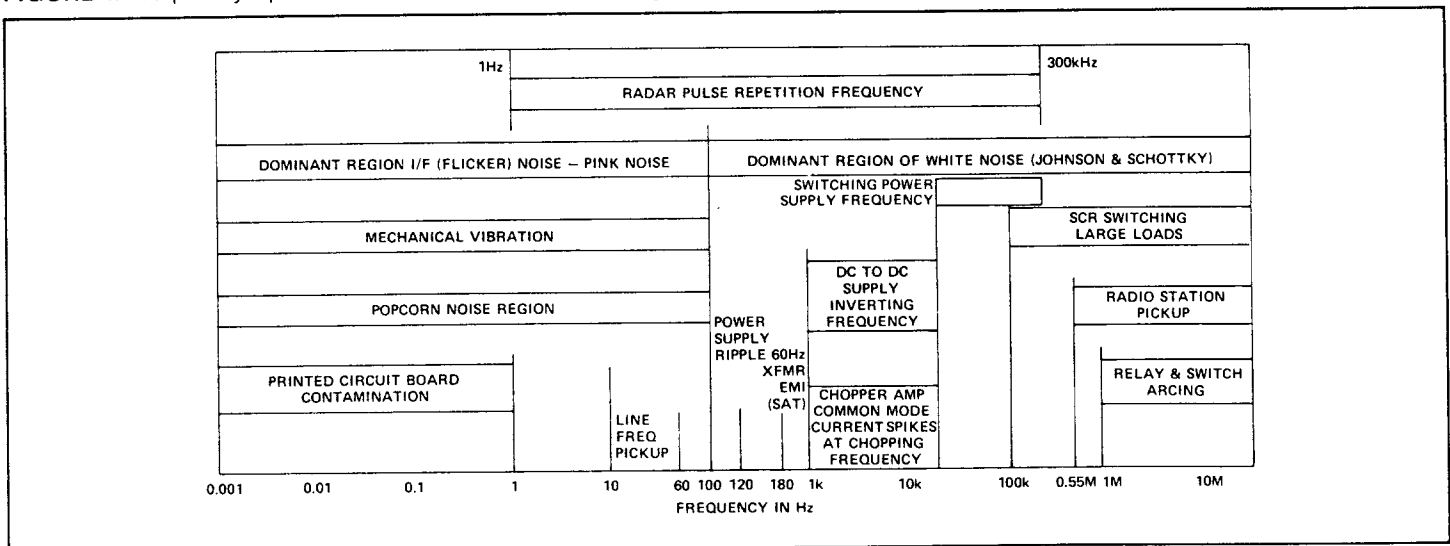 1Hz
300kHz
RADAR PULSE REPETITION FREQUENCY
DOMINANT REGION I/F (FLICKER) NOISE – PINK NOISE
DOMINANT REGION OF WHITE NOISE (JOHNSON & SCHOTTKY)
SWITCHING POWER
SUPPLY FREQUENCY
SCR SWITCHING
LARGE LOADS
MECHANICAL VIBRATION
DC TO DC
SUPPLY
INVERTING
FREQUENCY
RADIO STATION
PICKUP
POPCORN NOISE REGION
POWER
SUPPLY
RIPPLE 60Hz
XFMR
EMI
(SAT)
PRINTED CIRCUIT BOARD
CONTAMINATION
RELAY & SWITCH
ARCING
LINE
FREQ
PICKUP
CHOPPER AMP
COMMON MODE
CURRENT SPIKES
AT CHOPPING
FREQUENCY
0.001 0.01 0.1 1 10 60 100 120 180 1k 10k 100k 0.55M 1M 10M
FREQUENCY IN Hz